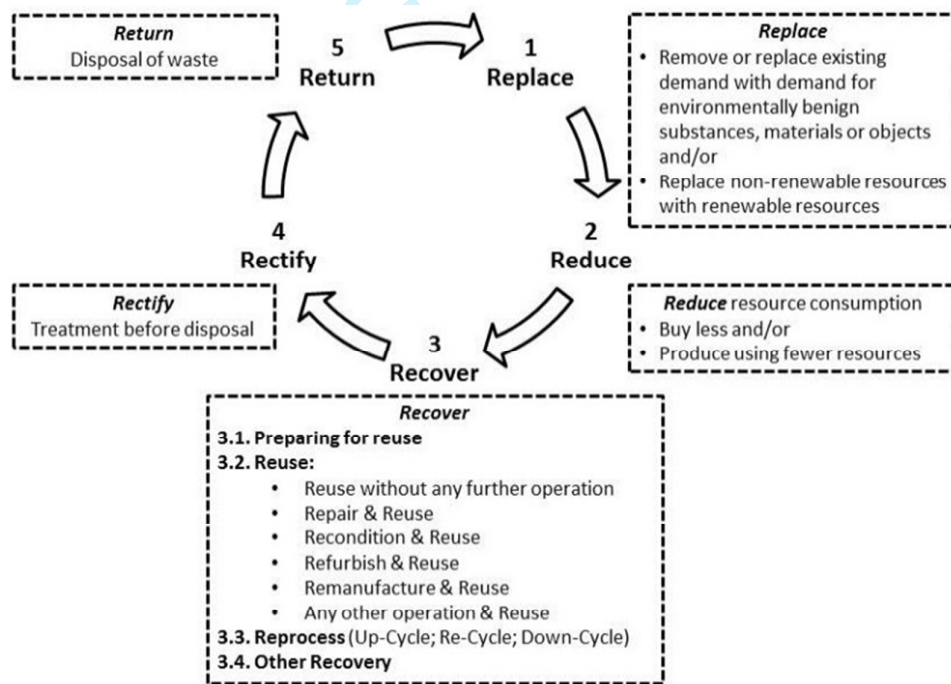 Return
Disposal of waste
5
Return
1
Replace
Replace
• Remove or replace existing
demand with demand for
environmentally benign
substances, materials or objects
and/or
• Replace non-renewable resources
with renewable resources
4
Rectify
2
Reduce
Rectify
Treatment before disposal
Reduce resource consumption
• Buy less and/or
• Produce using fewer resources
3
Recover
Recover
3.1. Preparing for reuse
3.2. Reuse:
• Reuse without any further operation
• Repair & Reuse
• Recondition & Reuse
• Refurbish & Reuse
• Remanufacture & Reuse
• Any other operation & Reuse
3.3. Reprocess (Up-Cycle; Re-Cycle; Down-Cycle)
3.4. Other Recovery